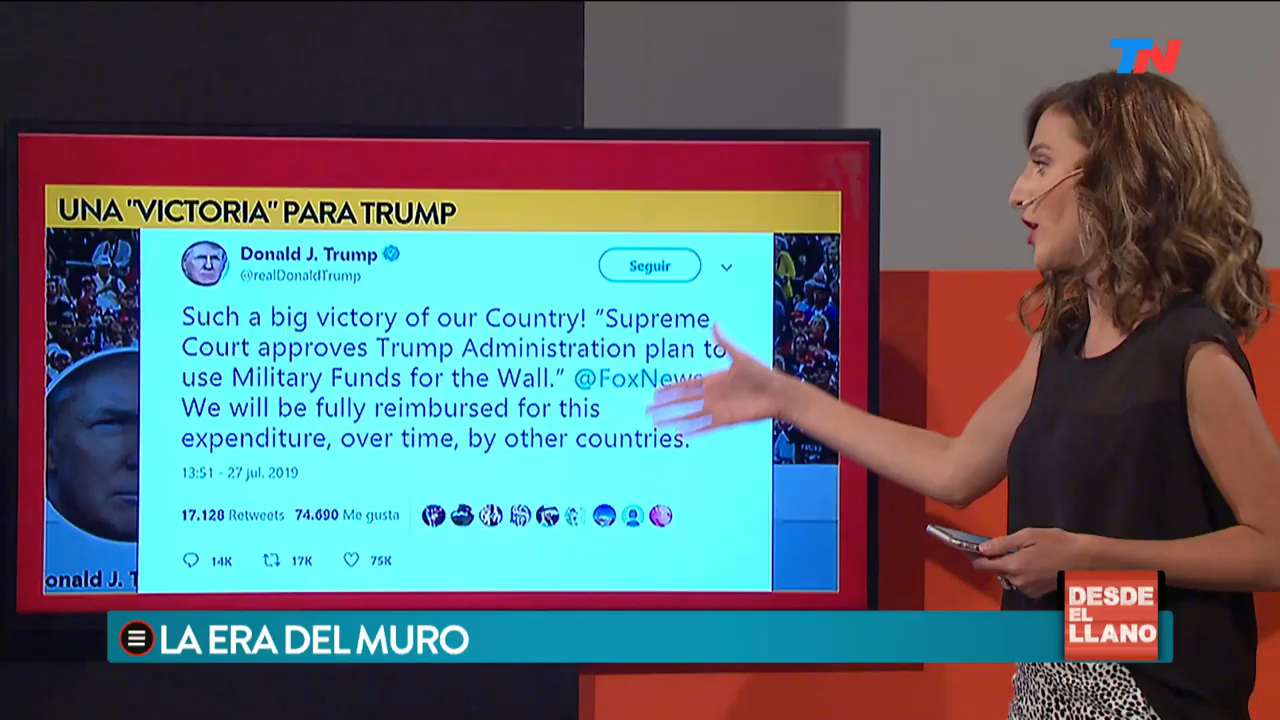 TN
UNA "VICTORIA" PARA TRUMP
Donald J. Trump
@realDonaldTrump
Seguir
Such a big victory of our Country! "Supreme
Court approves Trump Administration plan to
use Military Funds for the Wall." @FoxNews
We will be fully reimbursed for this
expenditure, over time, by other countries.
13:51 - 27 jul. 2019
17.128 Retweets 74.690 Me gusta
14K 17K 75K
onald J. T
LA ERA DEL MURO
DESDE
EL
LLANO